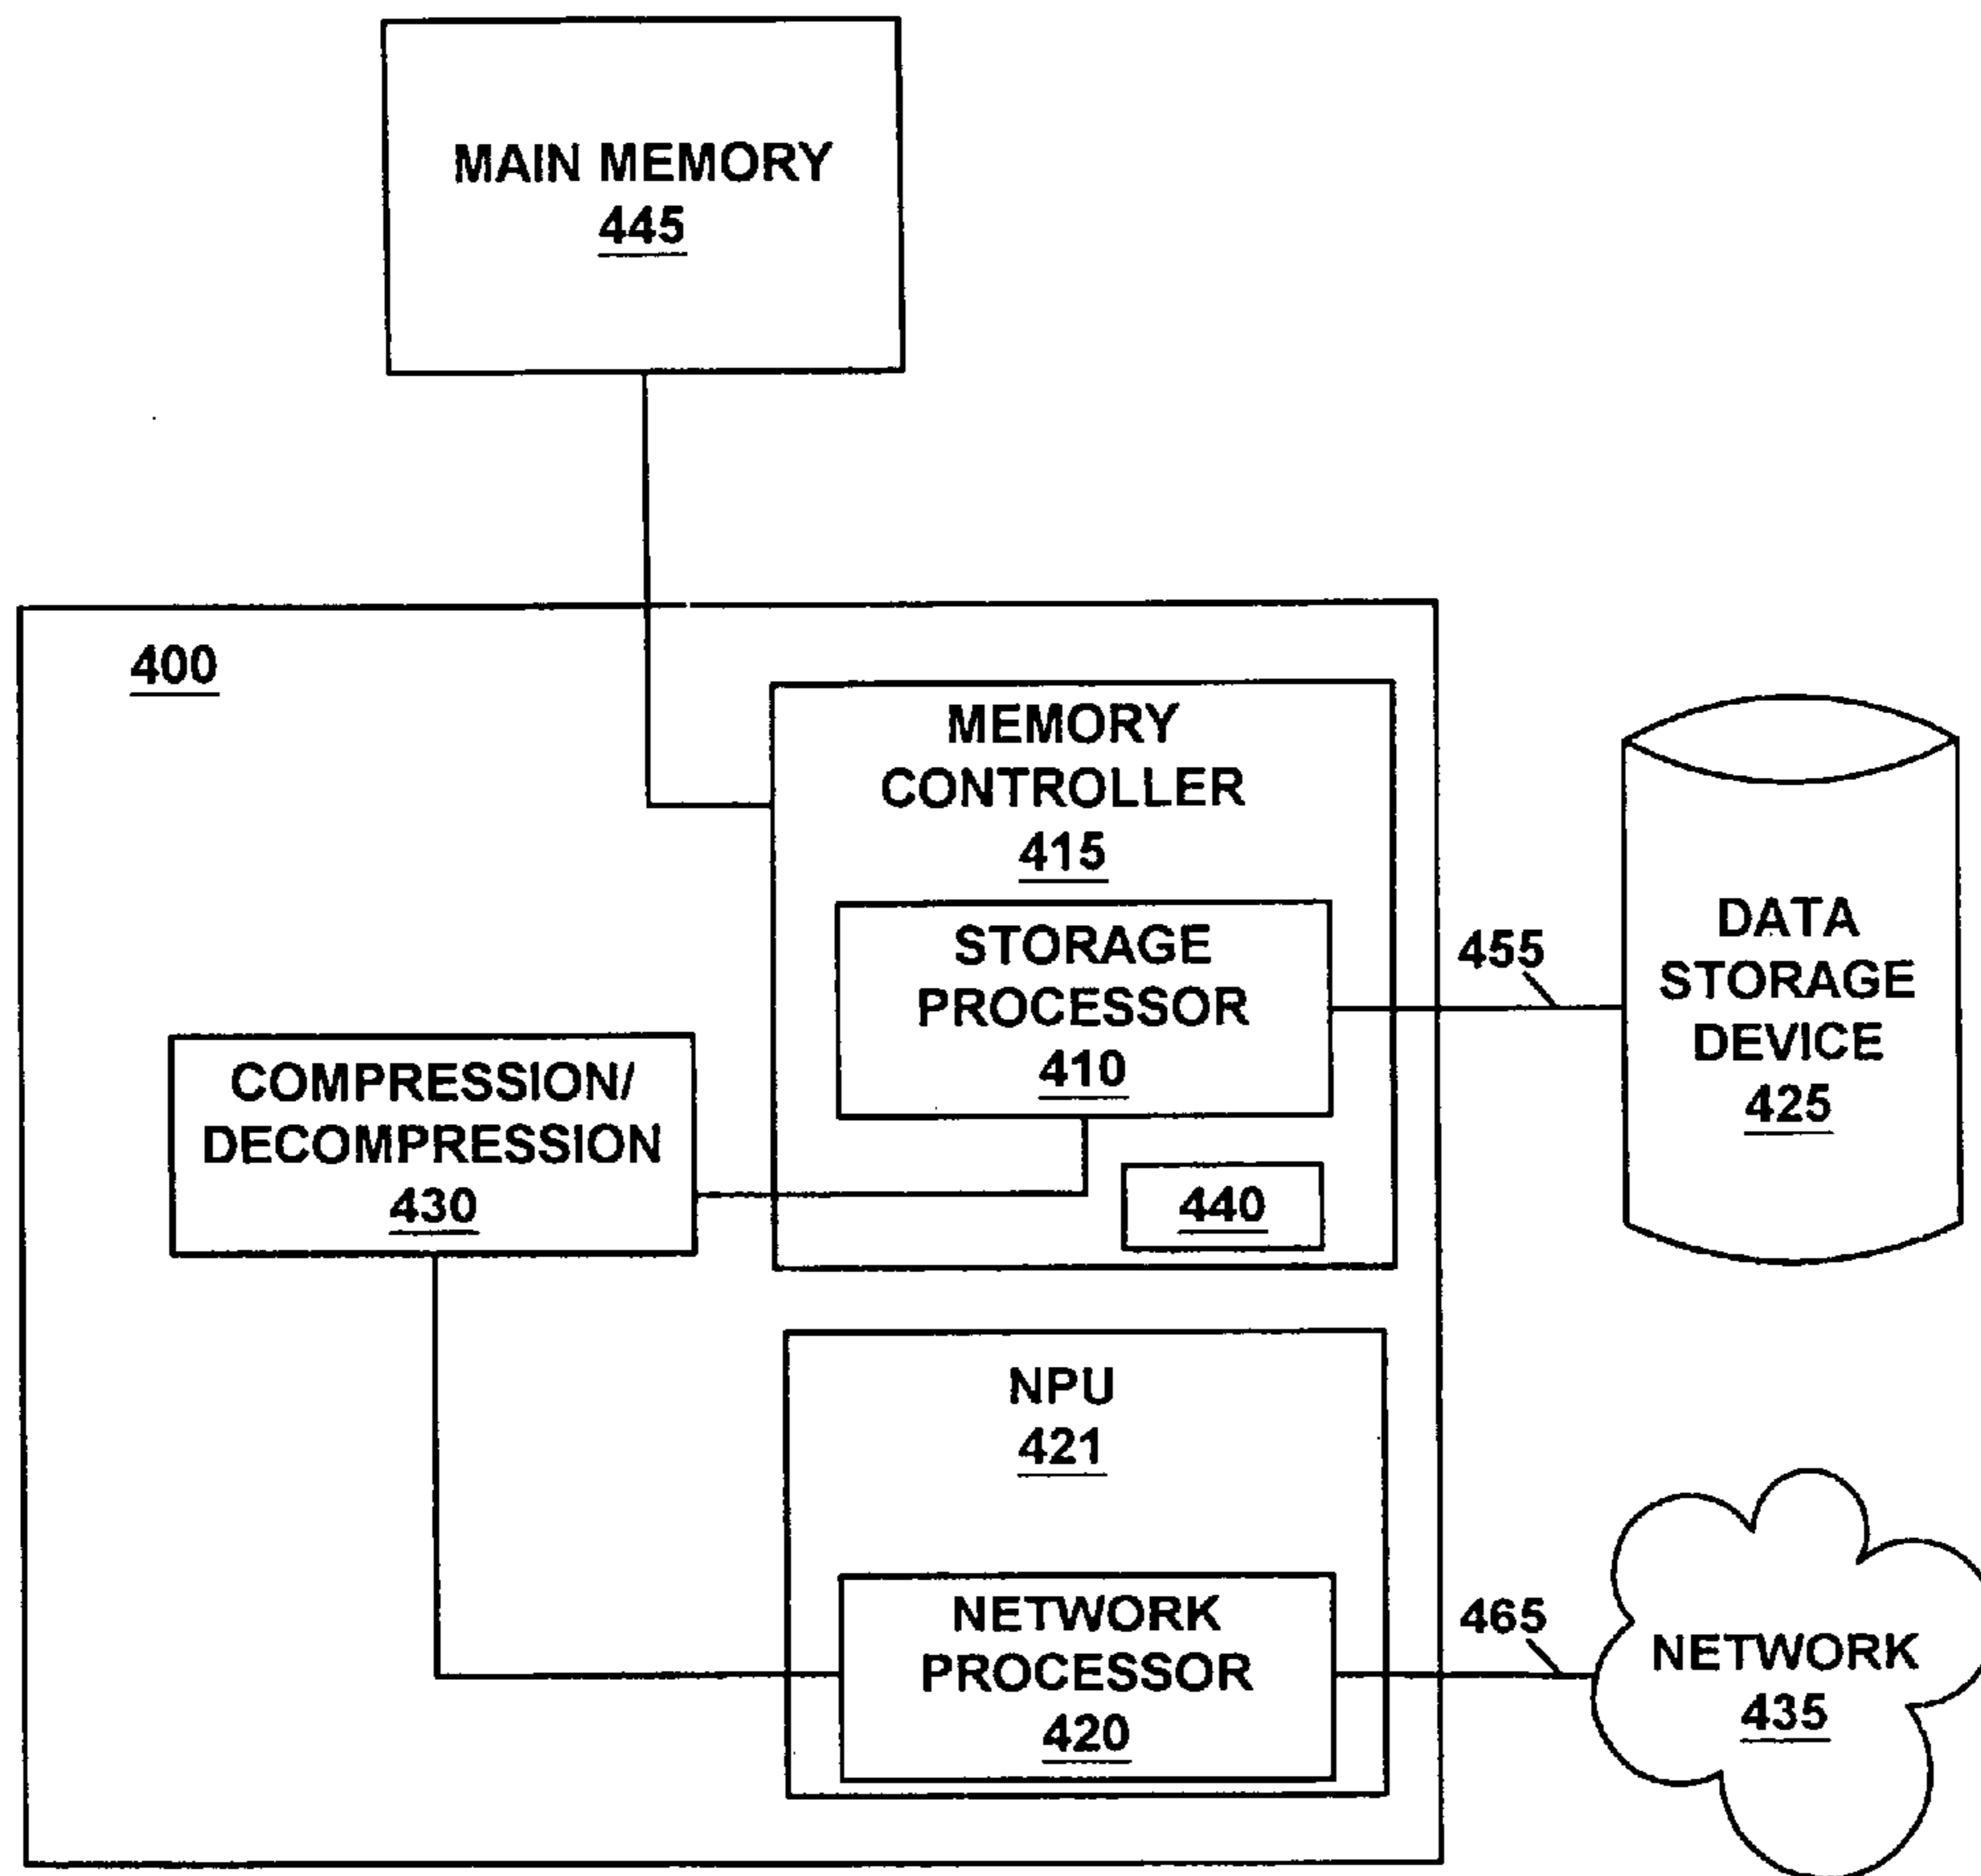 MAIN MEMORY
445
400
MEMORY
CONTROLLER
415
STORAGE
PROCESSOR
410
455
DATA
STORAGE
DEVICE
425
COMPRESSION/
DECOMPRESSION
430
440
NPU
421
NETWORK
PROCESSOR
420
465
NETWORK
435